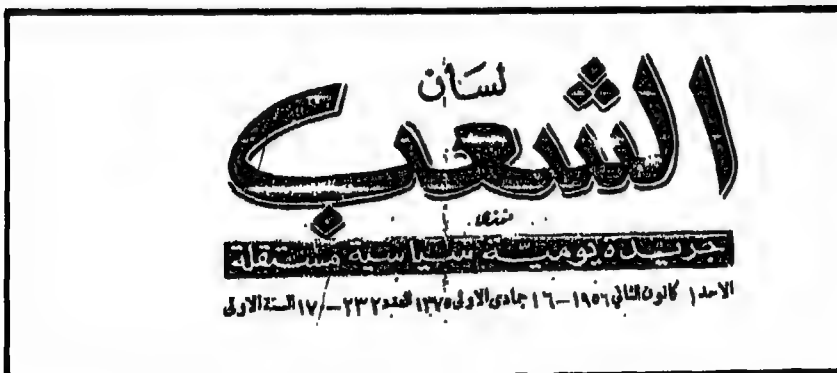 لسان
الشعب
جريدة يومية سياسية مستقلة
الاحد ١ كانون الثاني ١٩٥٦ – ١٦ جمادى الاولى ١٣٧٥ العدد ٢٣٢ – ١٧ السنة الاولى